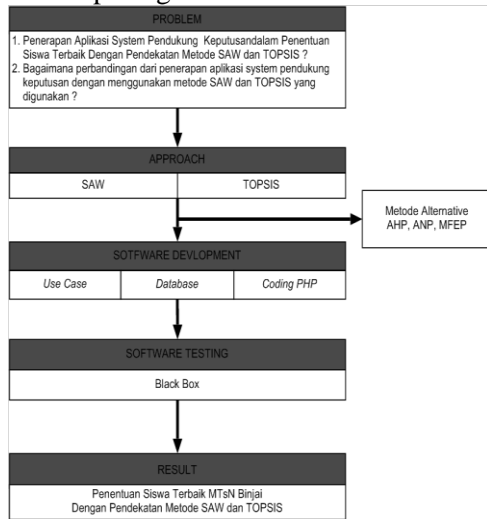 PROBLEM
1. Penerapan Aplikasi System Pendukung Keputusandalam Penentuan
Siswa Terbaik Dengan Pendekatan Metode SAW dan TOPSIS ?
2. Bagaimana perbandingan dari penerapan aplikasi system pendukung
keputusan dengan menggunakan metode SAW dan TOPSIS yang
digunakan ?
APPROACH
SAW
TOPSIS
Metode Alternative
AHP, ANP, MFEP
SOTFWARE DEVLOPMENT
Use Case
Database
Coding PHP
SOFTWARE TESTING
Black Box
RESULT
Penentuan Siswa Terbaik MTsN Binjai
Dengan Pendekatan Metode SAW dan TOPSIS